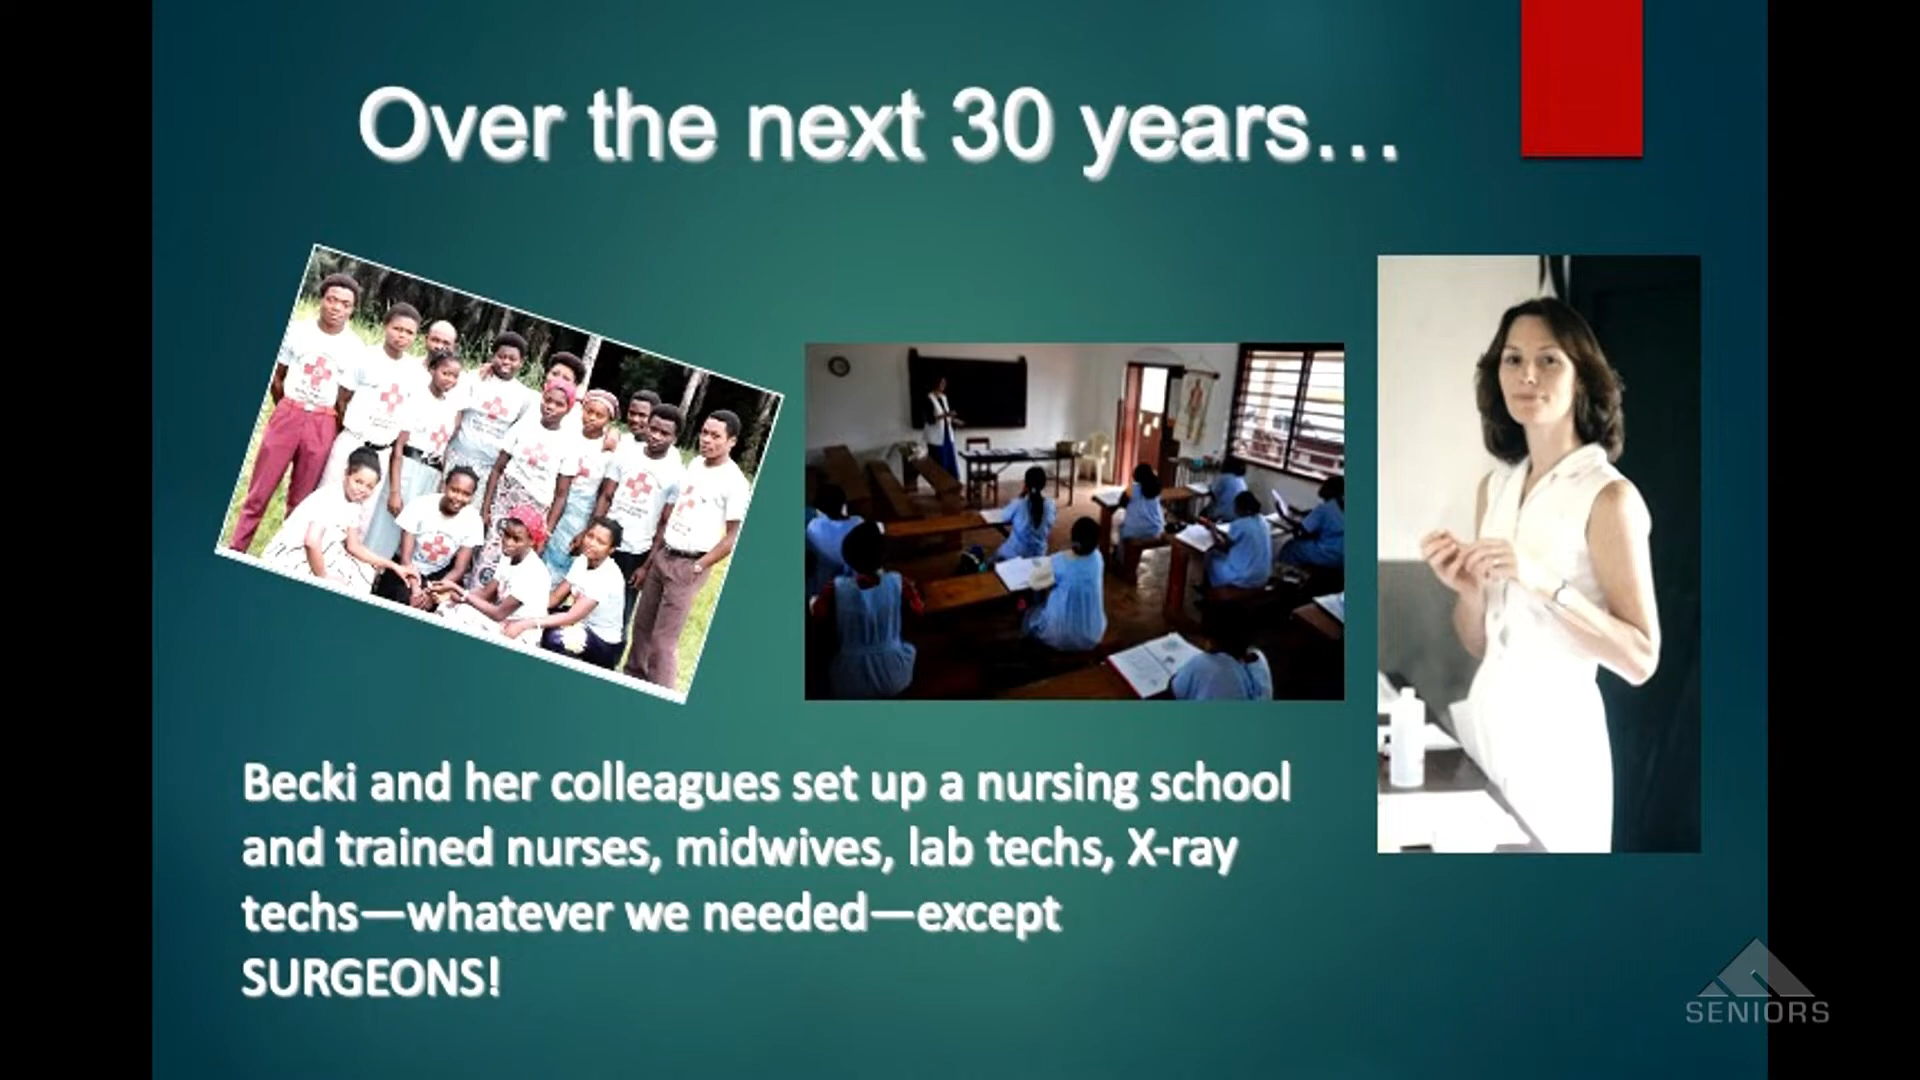 Over the next 30 years...
Becki and her colleagues set up a nursing school
and trained nurses, midwives, lab techs, X-ray
techs—whatever we needed—except
SURGEONS!
SENIORS